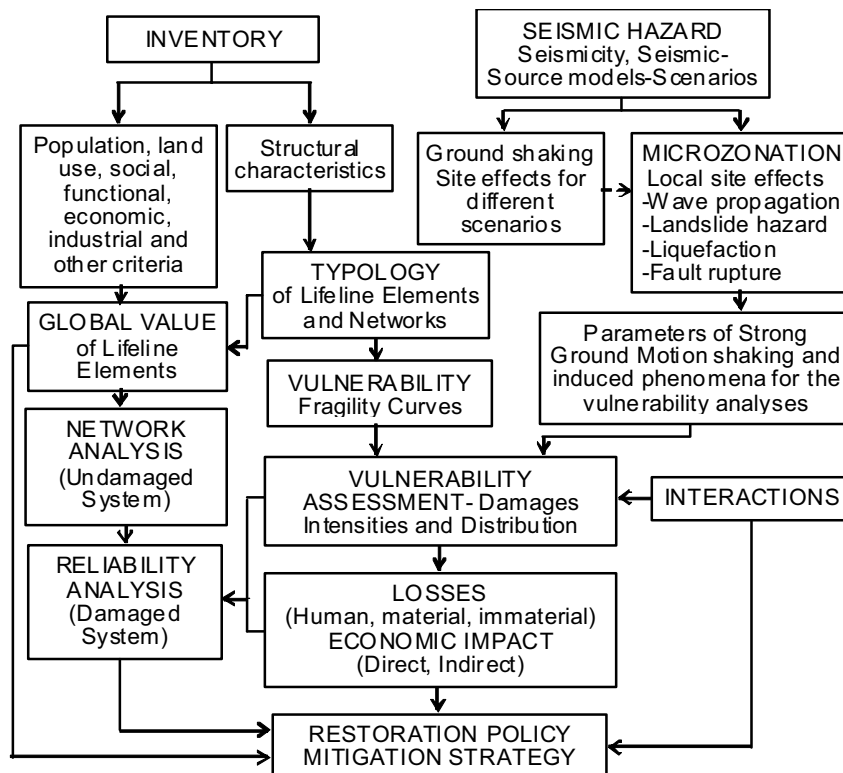 INVENTORY
SEISMIC HAZARD
Seismicity, Seismic-
Source models-Scenarios
Population, land
use, social,
functional,
economic,
industrial and
other criteria
Structural
characteristics
Ground shaking
Site effects for
different
scenarios
MICROZONATION
Local site effects
-Wave propagation
-Landslide hazard
-Liquefaction
-Fault rupture
TYPOLOGY
of Lifeline Elements
and Networks
GLOBAL VALUE
of Lifeline
Elements
Parameters of Strong
Ground Motion shaking and
induced phenomena for the
vulnerability analyses
VULNERABILITY
Fragility Curves
NETWORK
ANALYSIS
(Undamaged
System)
VULNERABILITY
ASSESSMENT- Damages
Intensities and Distribution
INTERACTIONS
RELIABILITY
ANALYSIS
(Damaged
System)
LOSSES
(Human, material, immaterial)
ECONOMIC IMPACT
(Direct, Indirect)
RESTORATION POLICY
MITIGATION STRATEGY